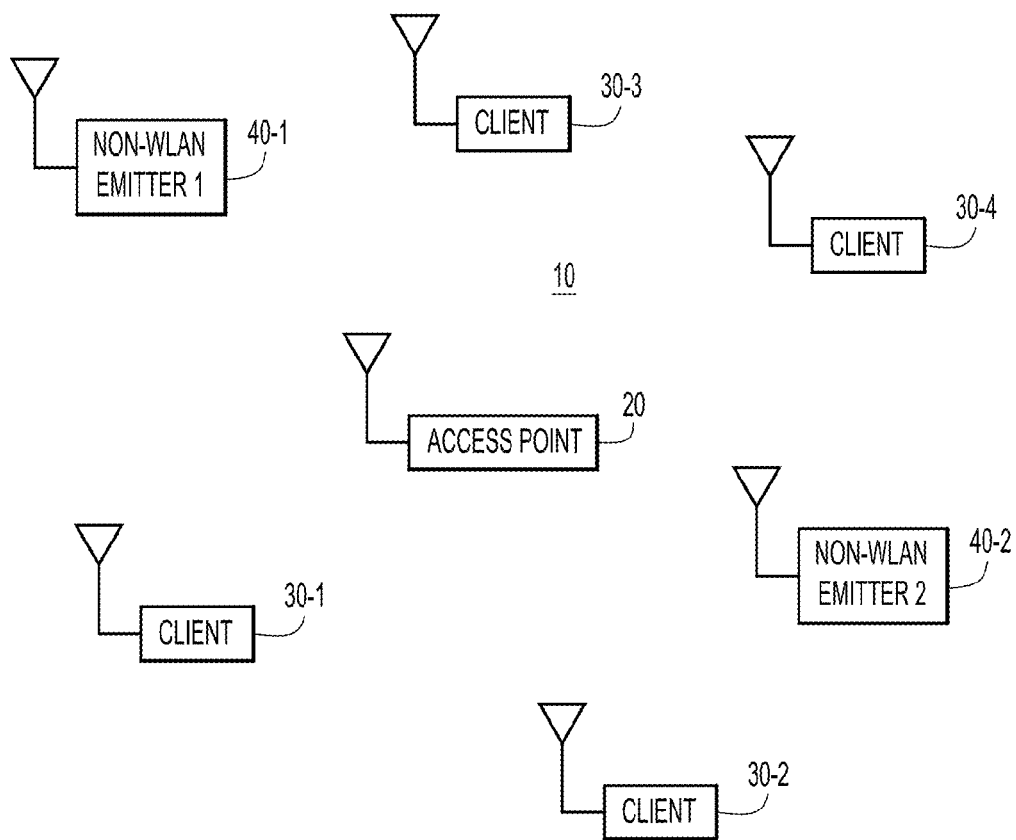 30-3
CLIENT
40-1
NON-WLAN
EMITTER 1
30-4
CLIENT
10
20
ACCESS POINT
40-2
NON-WLAN
EMITTER 2
30-1
CLIENT
30-2
CLIENT